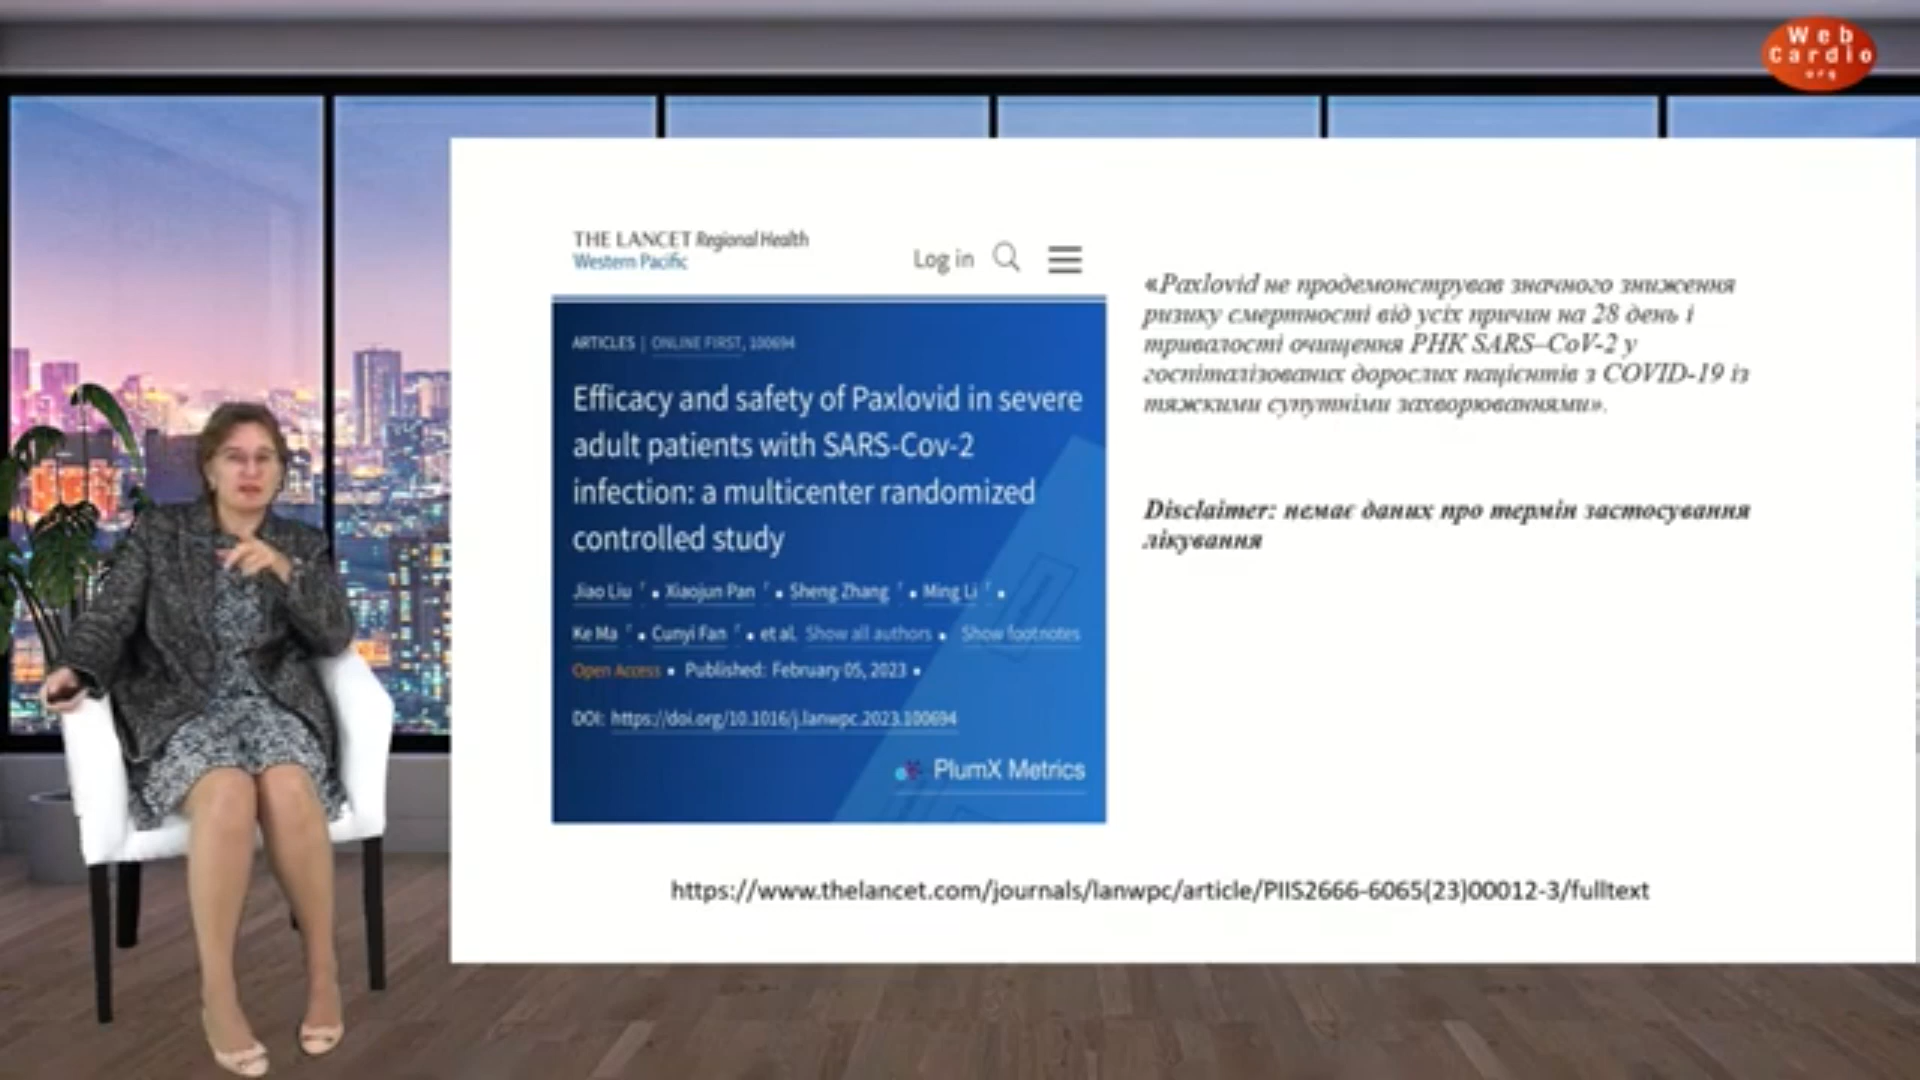 Web
Cardio
org
THE LANCET Regional Health
Western Pacific
Log in
ARTICLES | ONLINE FIRST, 100694
Efficacy and safety of Paxlovid in severe
adult patients with SARS-Cov-2
infection: a multicenter randomized
controlled study
Jiao Liu • Xiaojun Pan • Sheng Zhang • Ming Li •
Ke Ma • Cunyi Fan • et al. Show all authors • Show footnotes
Open Access • Published: February 05, 2023 •
DOI: https://doi.org/10.1016/j.lanwpc.2023.100694
PlumX Metrics
«Paxlovid не продемонстрував значного зниження
ризику смертності від усіх причин на 28 день і
тривалості очищення РНК SARS–CoV-2 у
госпіталізованих дорослих пацієнтів з COVID-19 із
тяжкими супутніми захворюваннями».
Disclaimer: немає даних про термін застосування
лікування
https://www.thelancet.com/journals/lanwpc/article/PIIS2666-6065(23)00012-3/fulltext